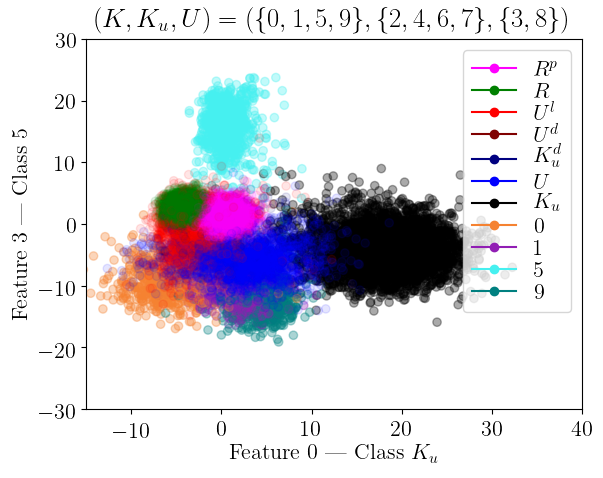 (K, K_u, U) = ({0, 1, 5, 9}, {2, 4, 6, 7}, {3, 8})
30
20
10
0
−10
−20
−30
Feature 3 — Class 5
R^p
R
U^l
U^d
K_u^d
U
K_u
0
1
5
9
−10 0 10 20 30 40
Feature 0 — Class K_u